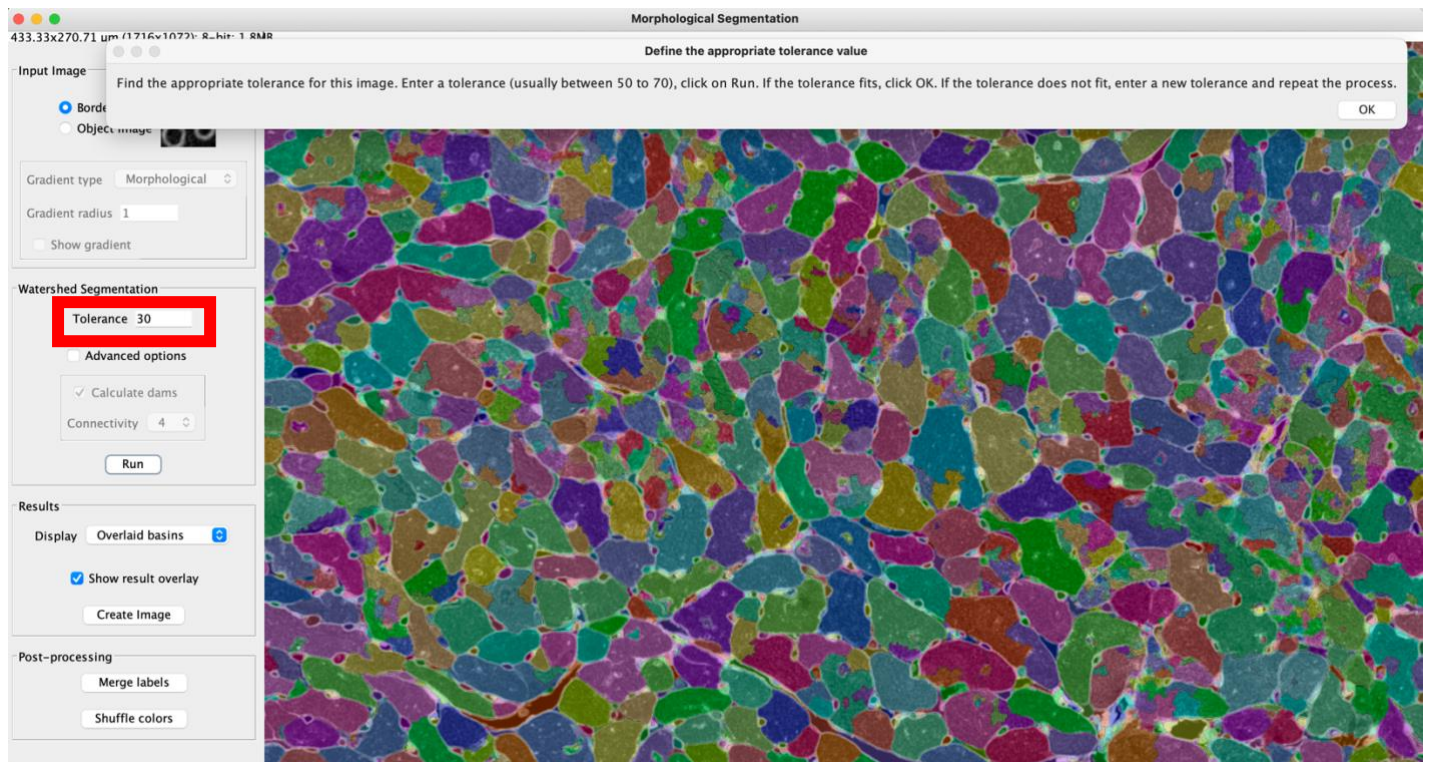 Morphological Segmentation
433.33x270.71 um (1716x1072); 8-bit; 1.8MB
Define the appropriate tolerance value
Find the appropriate tolerance for this image. Enter a tolerance (usually between 50 to 70), click on Run. If the tolerance fits, click OK. If the tolerance does not fit, enter a new tolerance and repeat the process.
OK
Input Image
Borde
Object Image
Gradient type Morphological
Gradient radius 1
Show gradient
Watershed Segmentation
Tolerance 30
Advanced options
Calculate dams
Connectivity 4
Run
Results
Display Overlaid basins
Show result overlay
Create Image
Post-processing
Merge labels
Shuffle colors